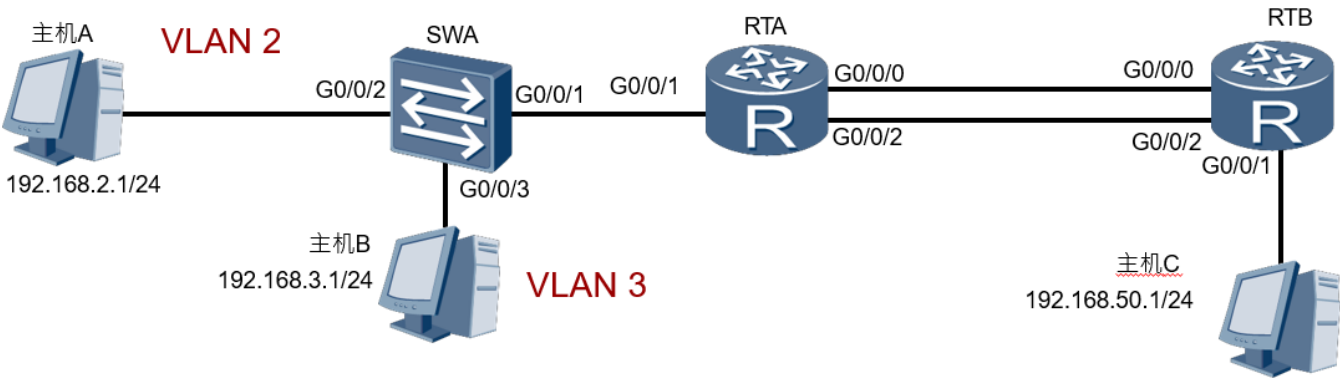 主机A
VLAN 2
SWA
RTA
RTB
G0/0/2
G0/0/1
G0/0/1
G0/0/0
G0/0/0
G0/0/2
G0/0/2
G0/0/1
192.168.2.1/24
G0/0/3
主机B
192.168.3.1/24
VLAN 3
主机C
192.168.50.1/24
R
R